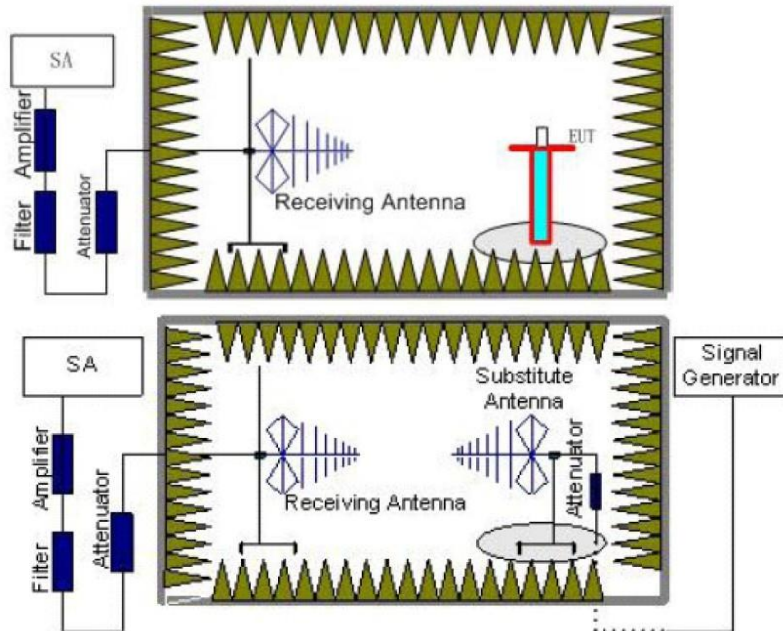 SA
Amplifier
Filter
Attenuator
Receiving Antenna
EUT
SA
Amplifier
Filter
Attenuator
Receiving Antenna
Substitute
Antenna
Attenuator
Signal
Generator